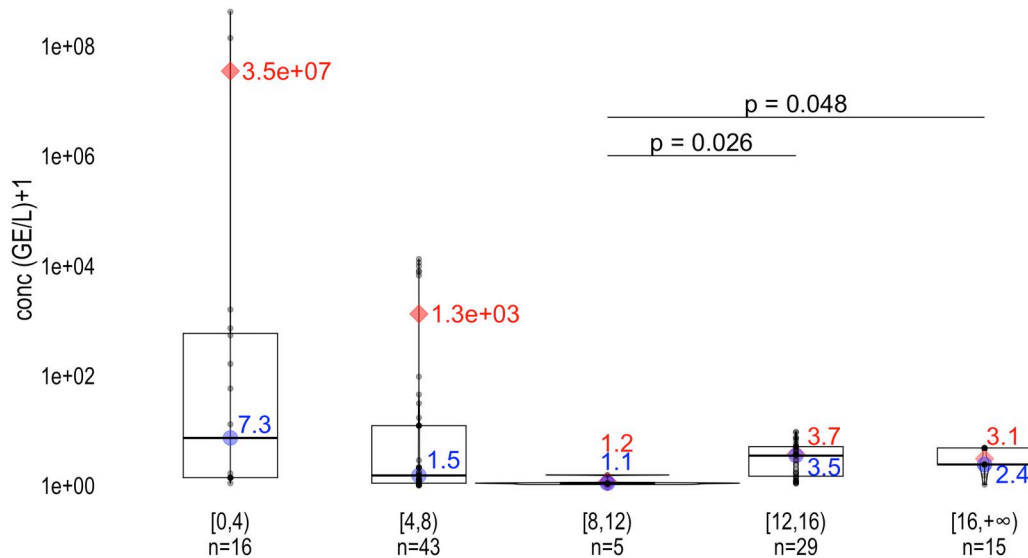 1e+08
3.5e+07
p = 0.048
p = 0.026
1e+06
conc (GE/L)+1
1e+04
1.3e+03
1e+02
7.3
1.5
1.2
1.1
3.7
3.5
3.1
2.4
1e+00
[0,4) [4,8) [8,12) [12,16) [16,+∞)
n=16 n=43 n=5 n=29 n=15